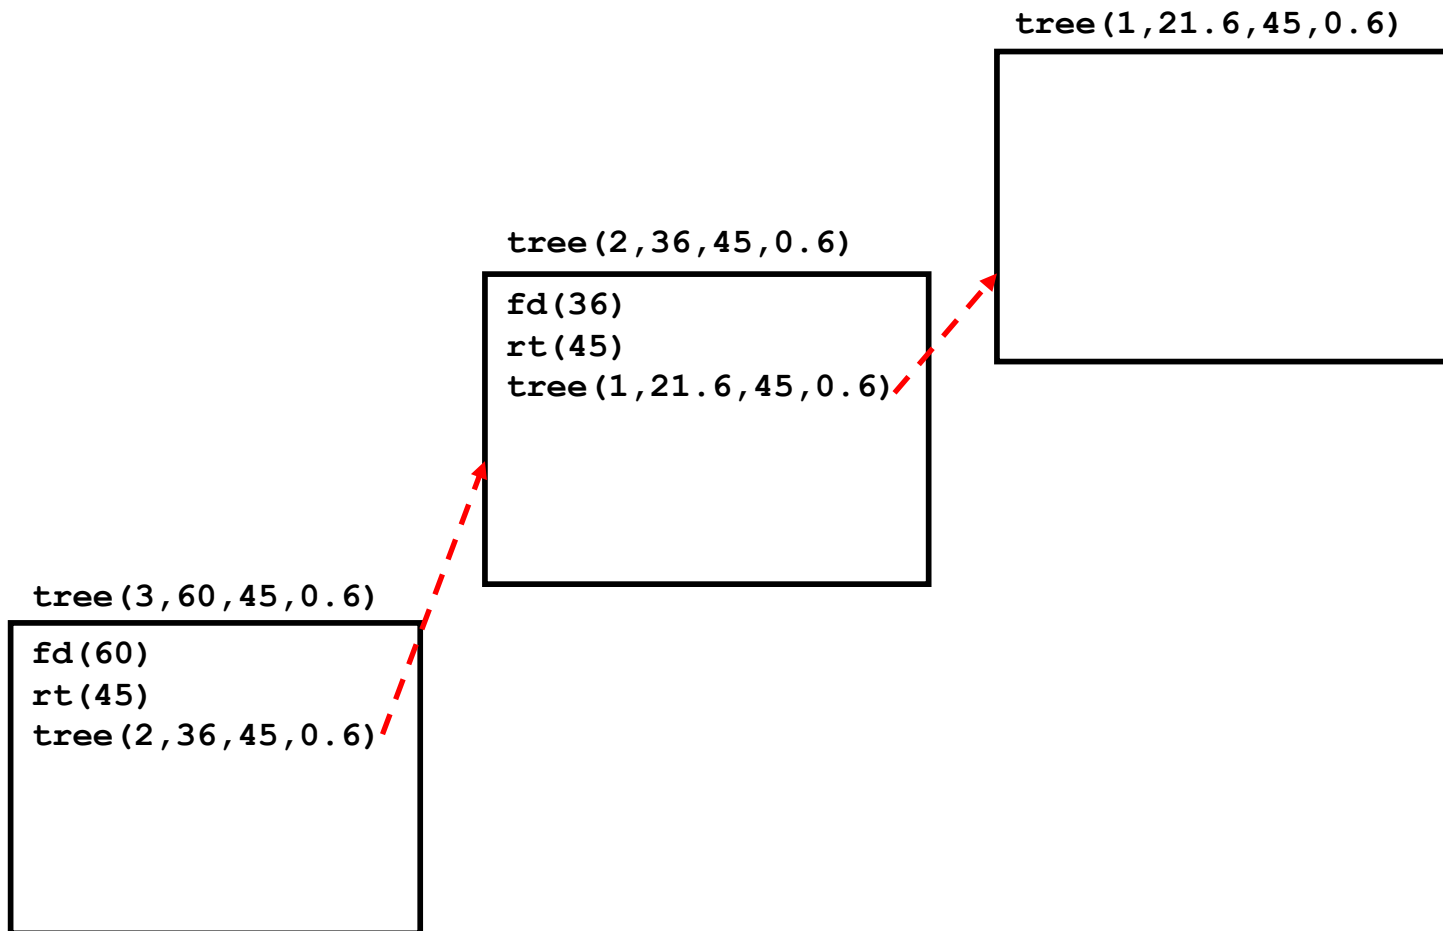 tree(1,21.6,45,0.6)
tree(2,36,45,0.6)
fd(36)
rt(45)
tree(1,21.6,45,0.6)
tree(3,60,45,0.6)
fd(60)
rt(45)
tree(2,36,45,0.6)